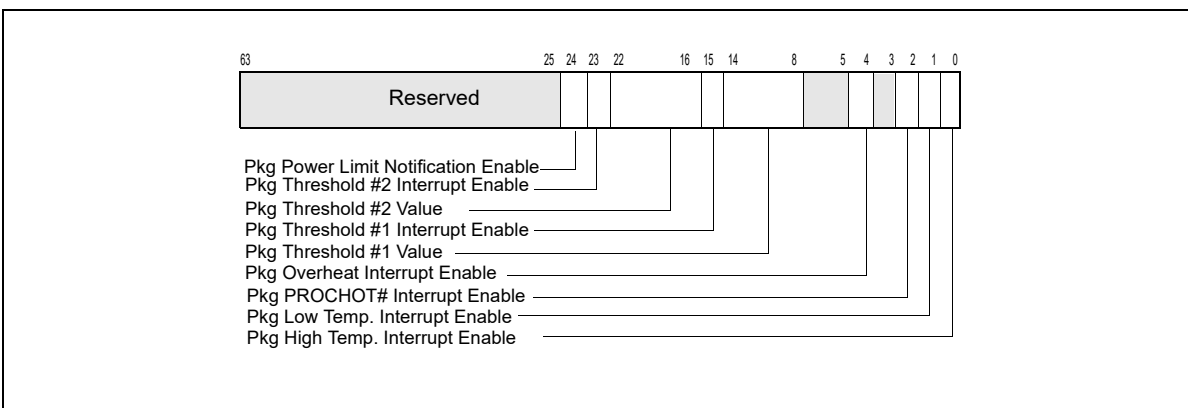 63 25 24 23 22 16 15 14 8 5 4 3 2 1 0
Reserved
Pkg Power Limit Notification Enable
Pkg Threshold #2 Interrupt Enable
Pkg Threshold #2 Value
Pkg Threshold #1 Interrupt Enable
Pkg Threshold #1 Value
Pkg Overheat Interrupt Enable
Pkg PROCHOT# Interrupt Enable
Pkg Low Temp. Interrupt Enable
Pkg High Temp. Interrupt Enable